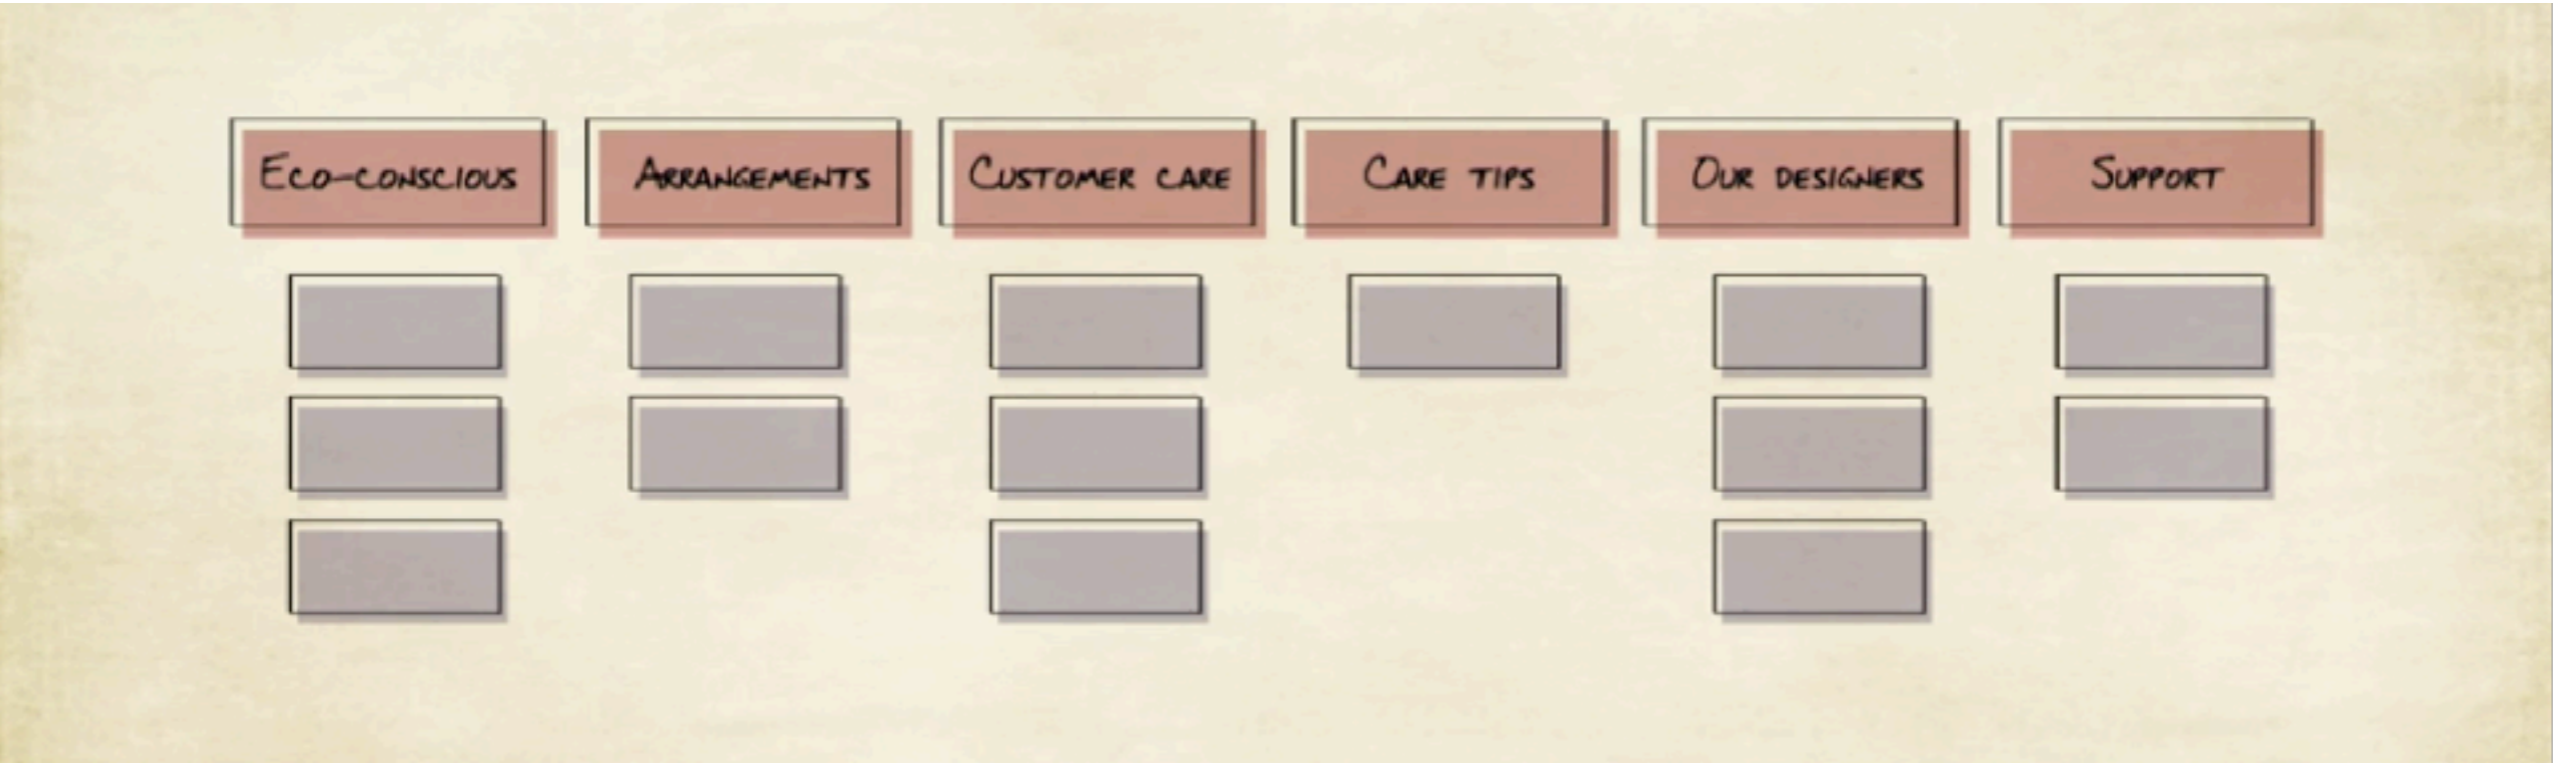 Eco-conscious
Arrangements
Customer care
Care tips
Our designers
Support